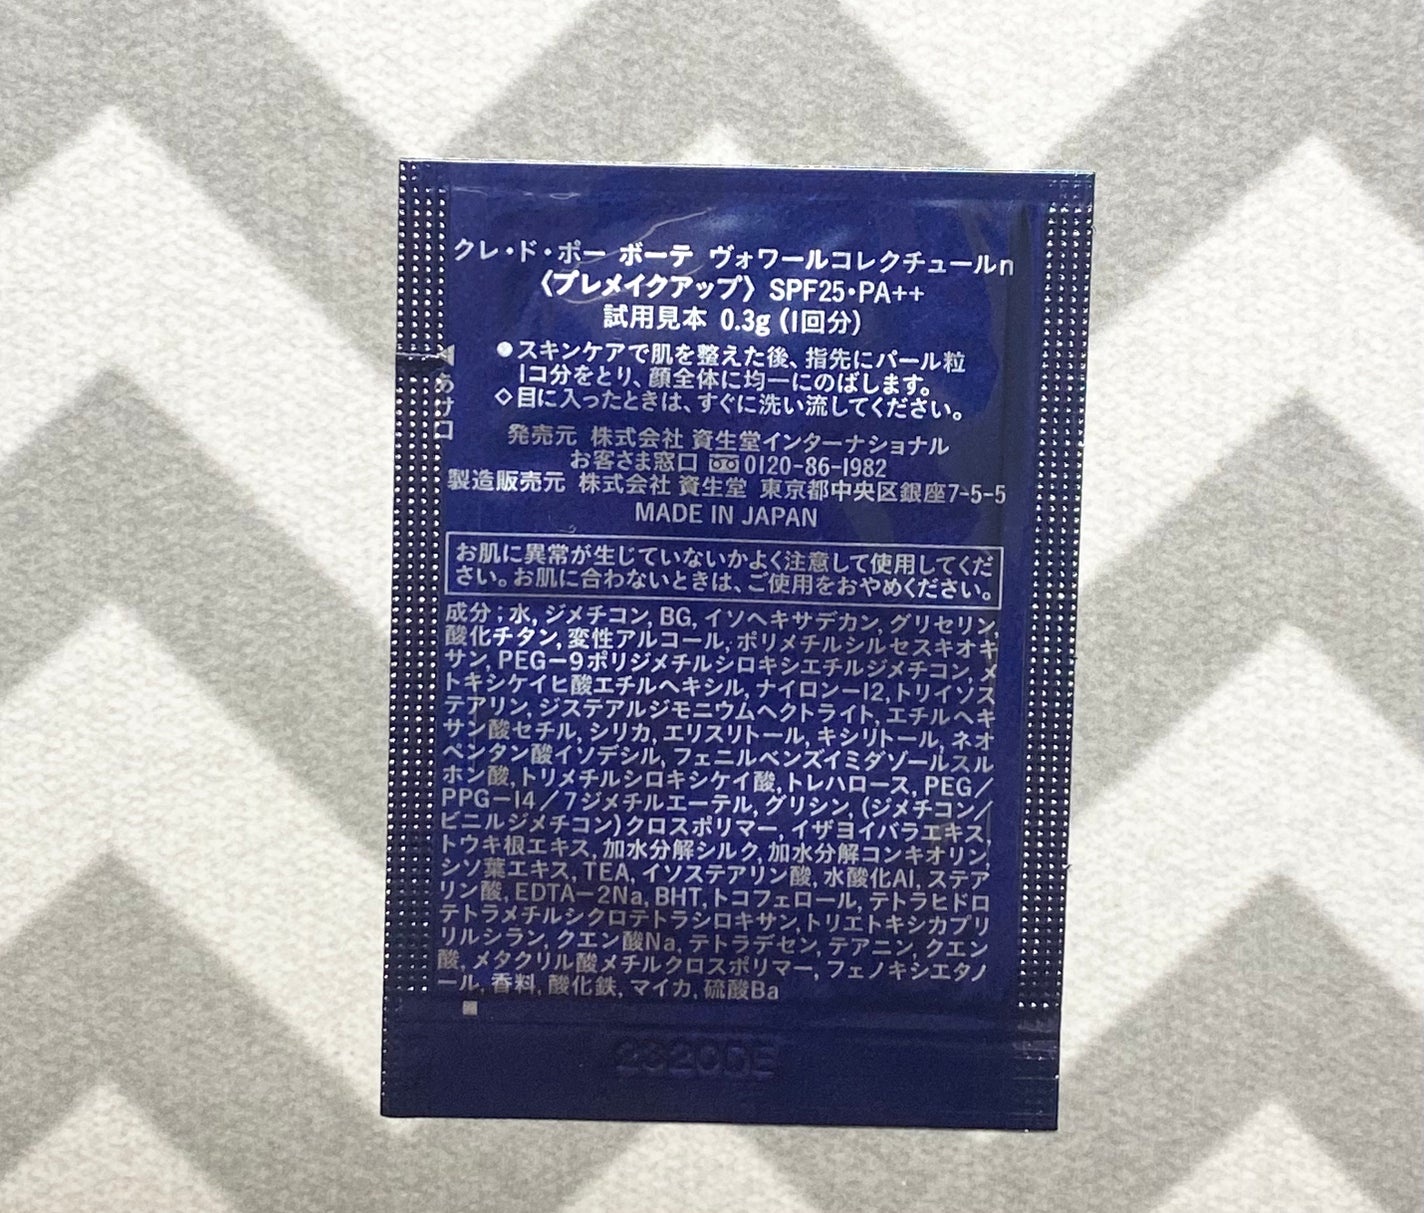 クレ・ド・ポー ボーテ ヴォワールコレクチュールn
〈プレメイクアップ〉SPF25・PA++
試用見本 0.3g (1回分)
●スキンケアで肌を整えた後、指先にパール粒
1コ分をとり、顔全体に均一にのばします。
◇目に入ったときは、すぐに洗い流してください。
あけ口
発売元 株式会社 資生堂インターナショナル
お客さま窓口 0120-86-1982
製造販売元 株式会社 資生堂 東京都中央区銀座7-5-5
MADE IN JAPAN
お肌に異常が生じていないかよく注意して使用してくだ
さい。お肌に合わないときは、ご使用をおやめください。
成分;水, ジメチコン, BG, イソヘキサデカン, グリセリン,
酸化チタン, 変性アルコール, ポリメチルシルセスキオキ
サン, PEG-9ポリジメチルシロキシエチルジメチコン, メ
トキシケイヒ酸エチルヘキシル, ナイロン-12, トリイソス
テアリン, ジステアルジモニウムヘクトライト, エチルヘキ
サン酸セチル, シリカ, エリスリトール, キシリトール, ネオ
ペンタン酸イソデシル, フェニルベンズイミダゾールスル
ホン酸, トリメチルシロキシケイ酸, トレハロース, PEG/
PPG-14/7ジメチルエーテル, グリシン, (ジメチコン/
ビニルジメチコン)クロスポリマー, イザヨイバラエキス,
トウキ根エキス, 加水分解シルク, 加水分解コンキオリン,
シソ葉エキス, TEA, イソステアリン酸, 水酸化Al, ステア
リン酸, EDTA-2Na, BHT, トコフェロール, テトラヒドロ
テトラメチルシクロテトラシロキサン, トリエトキシカプリ
リルシラン, クエン酸Na, テトラデセン, テアニン, クエン
酸, メタクリル酸メチルクロスポリマー, フェノキシエタノ
ール, 香料, 酸化鉄, マイカ, 硫酸Ba
2320DE